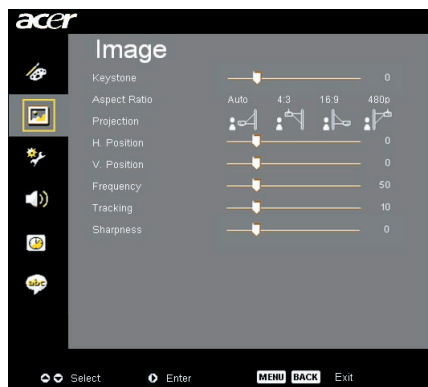 acer
Image
Keystone 0
Aspect Ratio Auto 4:3 16:9 480p
Projection
H. Position 0
V. Position 0
Frequency 50
Tracking 10
Sharpness 0
abc
Select Enter MENU BACK Exit